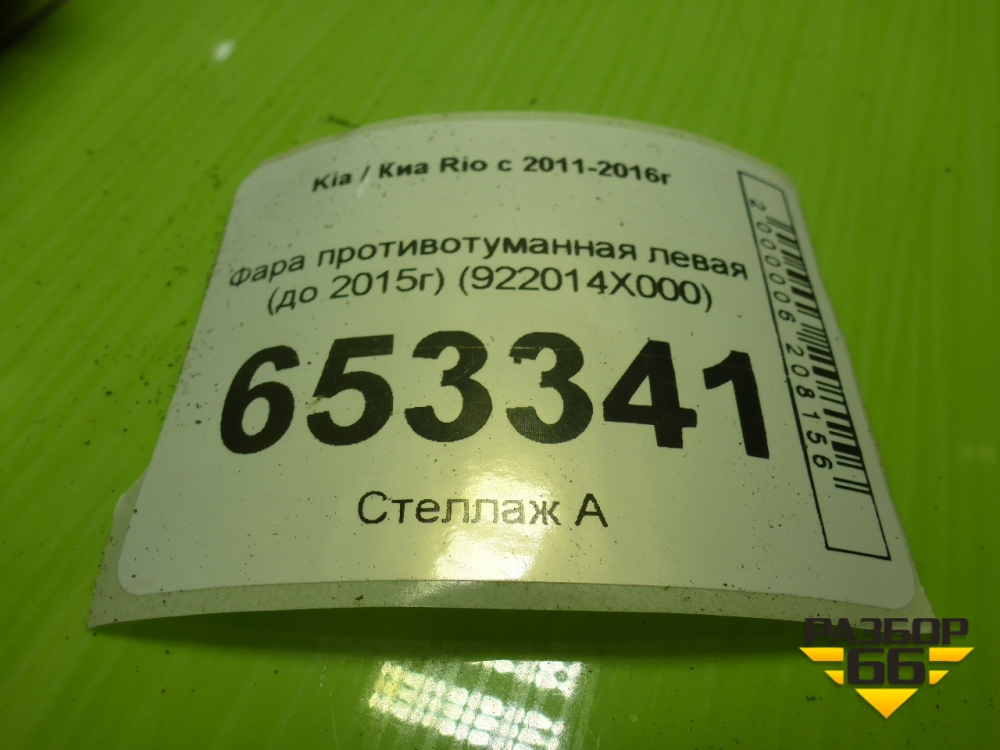 Kia / Киа Rio с 2011-2016г
Фара противотуманная левая
(до 2015г) (922014X000)
653341
Стеллаж А
2000006208156
РАЗБОР
66